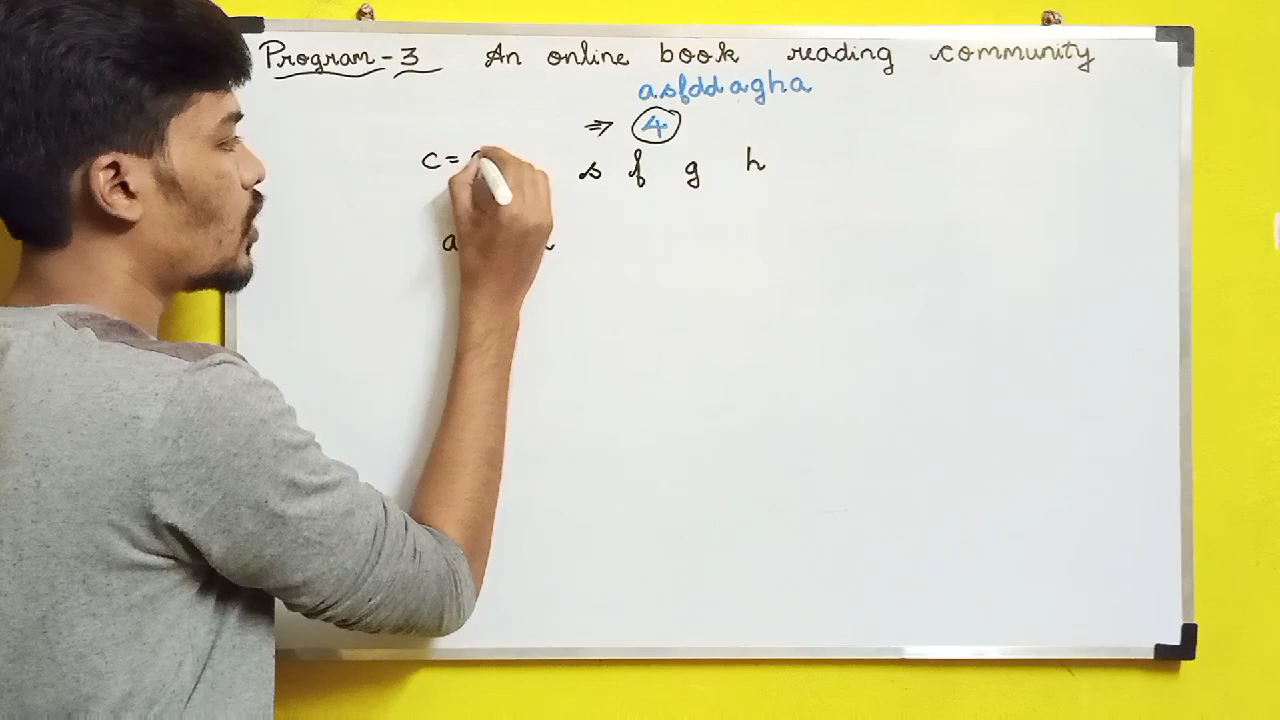 Program-3 An online book reading community
asfddagha
⇒ 4
c= s f g h
a